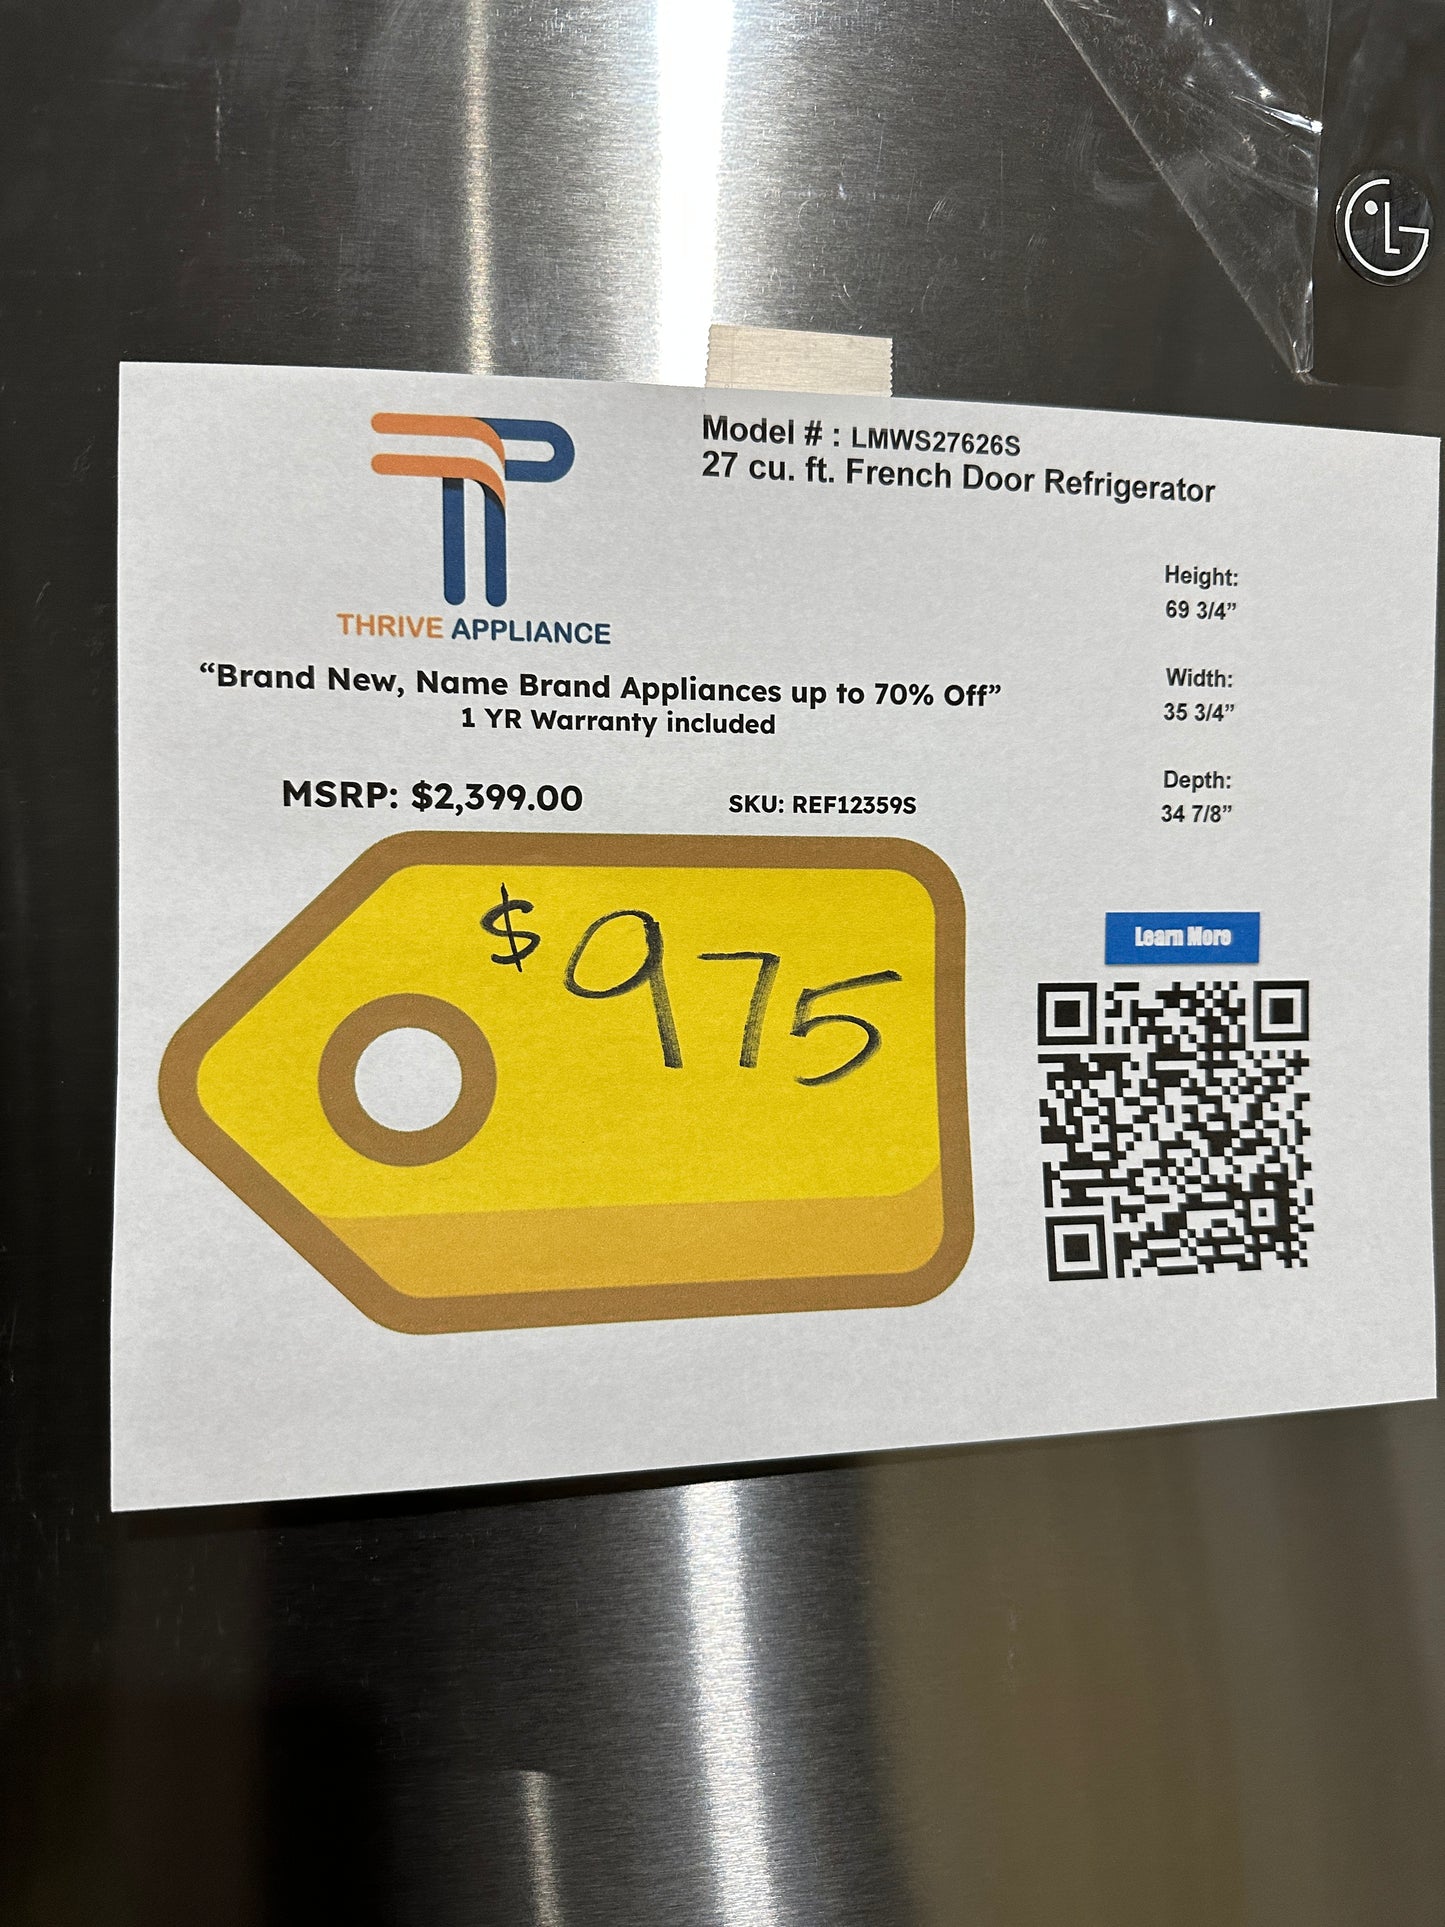 LG
Model # : LMWS27626S
27 cu. ft. French Door Refrigerator
THRIVE APPLIANCE
“Brand New, Name Brand Appliances up to 70% Off”
1 YR Warranty included
MSRP: $2,399.00
SKU: REF12359S
Height:
69 3/4”
Width:
35 3/4”
Depth:
34 7/8”
$975
Learn More